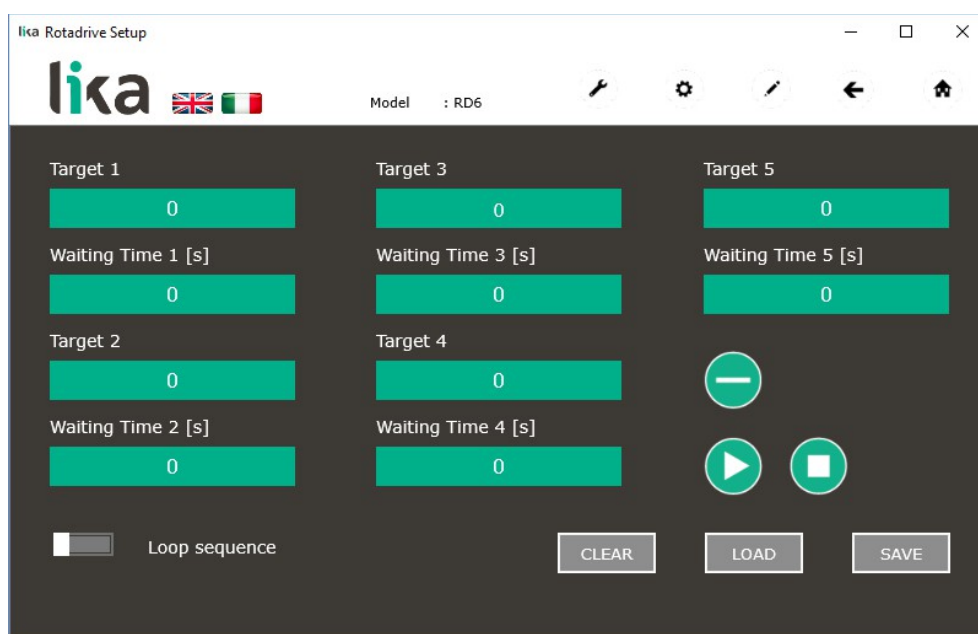 lika Rotadrive Setup
lika
Model : RD6
Target 1
0
Waiting Time 1 [s]
0
Target 2
0
Waiting Time 2 [s]
0
Target 3
0
Waiting Time 3 [s]
0
Target 4
0
Waiting Time 4 [s]
0
Target 5
0
Waiting Time 5 [s]
0
Loop sequence
CLEAR
LOAD
SAVE